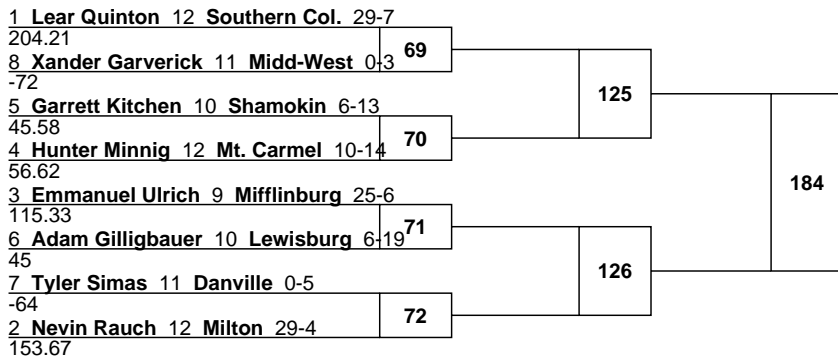 1 Lear Quinton 12 Southern Col. 29-7
204.21
69
8 Xander Garverick 11 Midd-West 0-3
-72
125
5 Garrett Kitchen 10 Shamokin 6-13
45.58
70
4 Hunter Minnig 12 Mt. Carmel 10-14
56.62
184
3 Emmanuel Ulrich 9 Mifflinburg 25-6
115.33
71
6 Adam Gilligbauer 10 Lewisburg 6-19
45
126
7 Tyler Simas 11 Danville 0-5
-64
72
2 Nevin Rauch 12 Milton 29-4
153.67